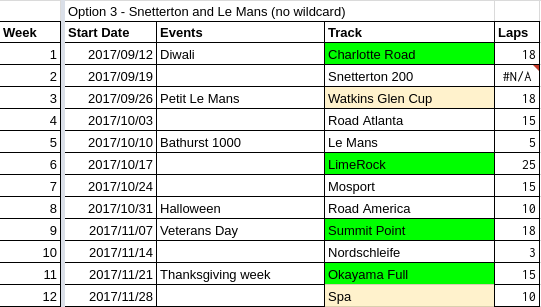 Option 3 - Snetterton and Le Mans (no wildcard)
Week Start Date Events Track Laps
1 2017/09/12 Diwali Charlotte Road 18
2 2017/09/19 Snetterton 200 #N/A
3 2017/09/26 Petit Le Mans Watkins Glen Cup 18
4 2017/10/03 Road Atlanta 15
5 2017/10/10 Bathurst 1000 Le Mans 5
6 2017/10/17 LimeRock 25
7 2017/10/24 Mosport 15
8 2017/10/31 Halloween Road America 10
9 2017/11/07 Veterans Day Summit Point 18
10 2017/11/14 Nordschleife 3
11 2017/11/21 Thanksgiving week Okayama Full 15
12 2017/11/28 Spa 10